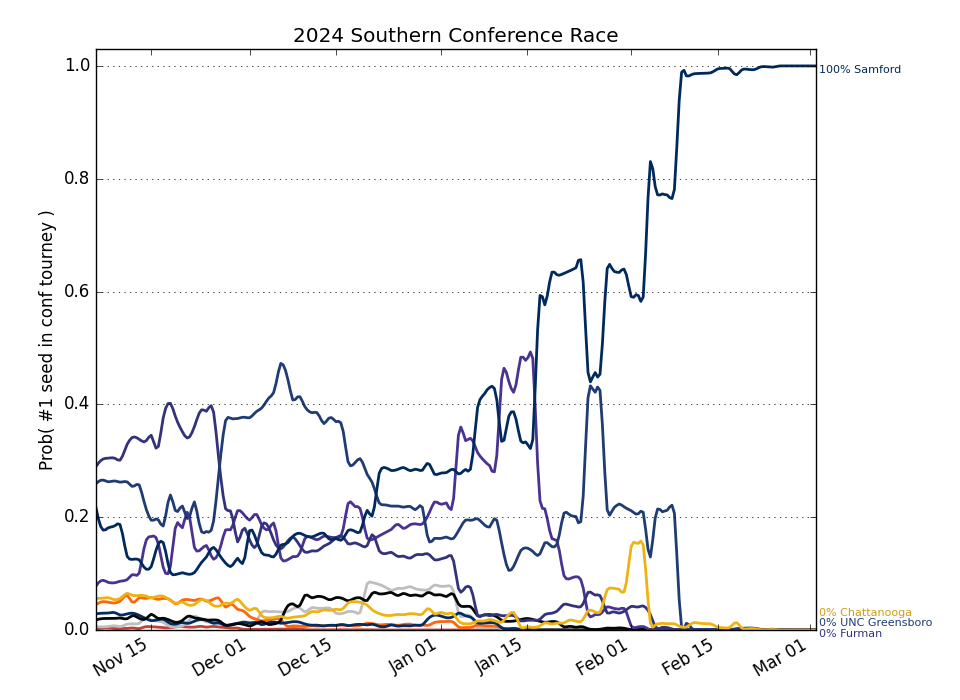 2024 Southern Conference Race
Prob( #1 seed in conf tourney )
1.0
0.8
0.6
0.4
0.2
0.0
100% Samford
0% Chattanooga
0% UNC Greensboro
0% Furman
Nov 15
Dec 01
Dec 15
Jan 01
Jan 15
Feb 01
Feb 15
Mar 01